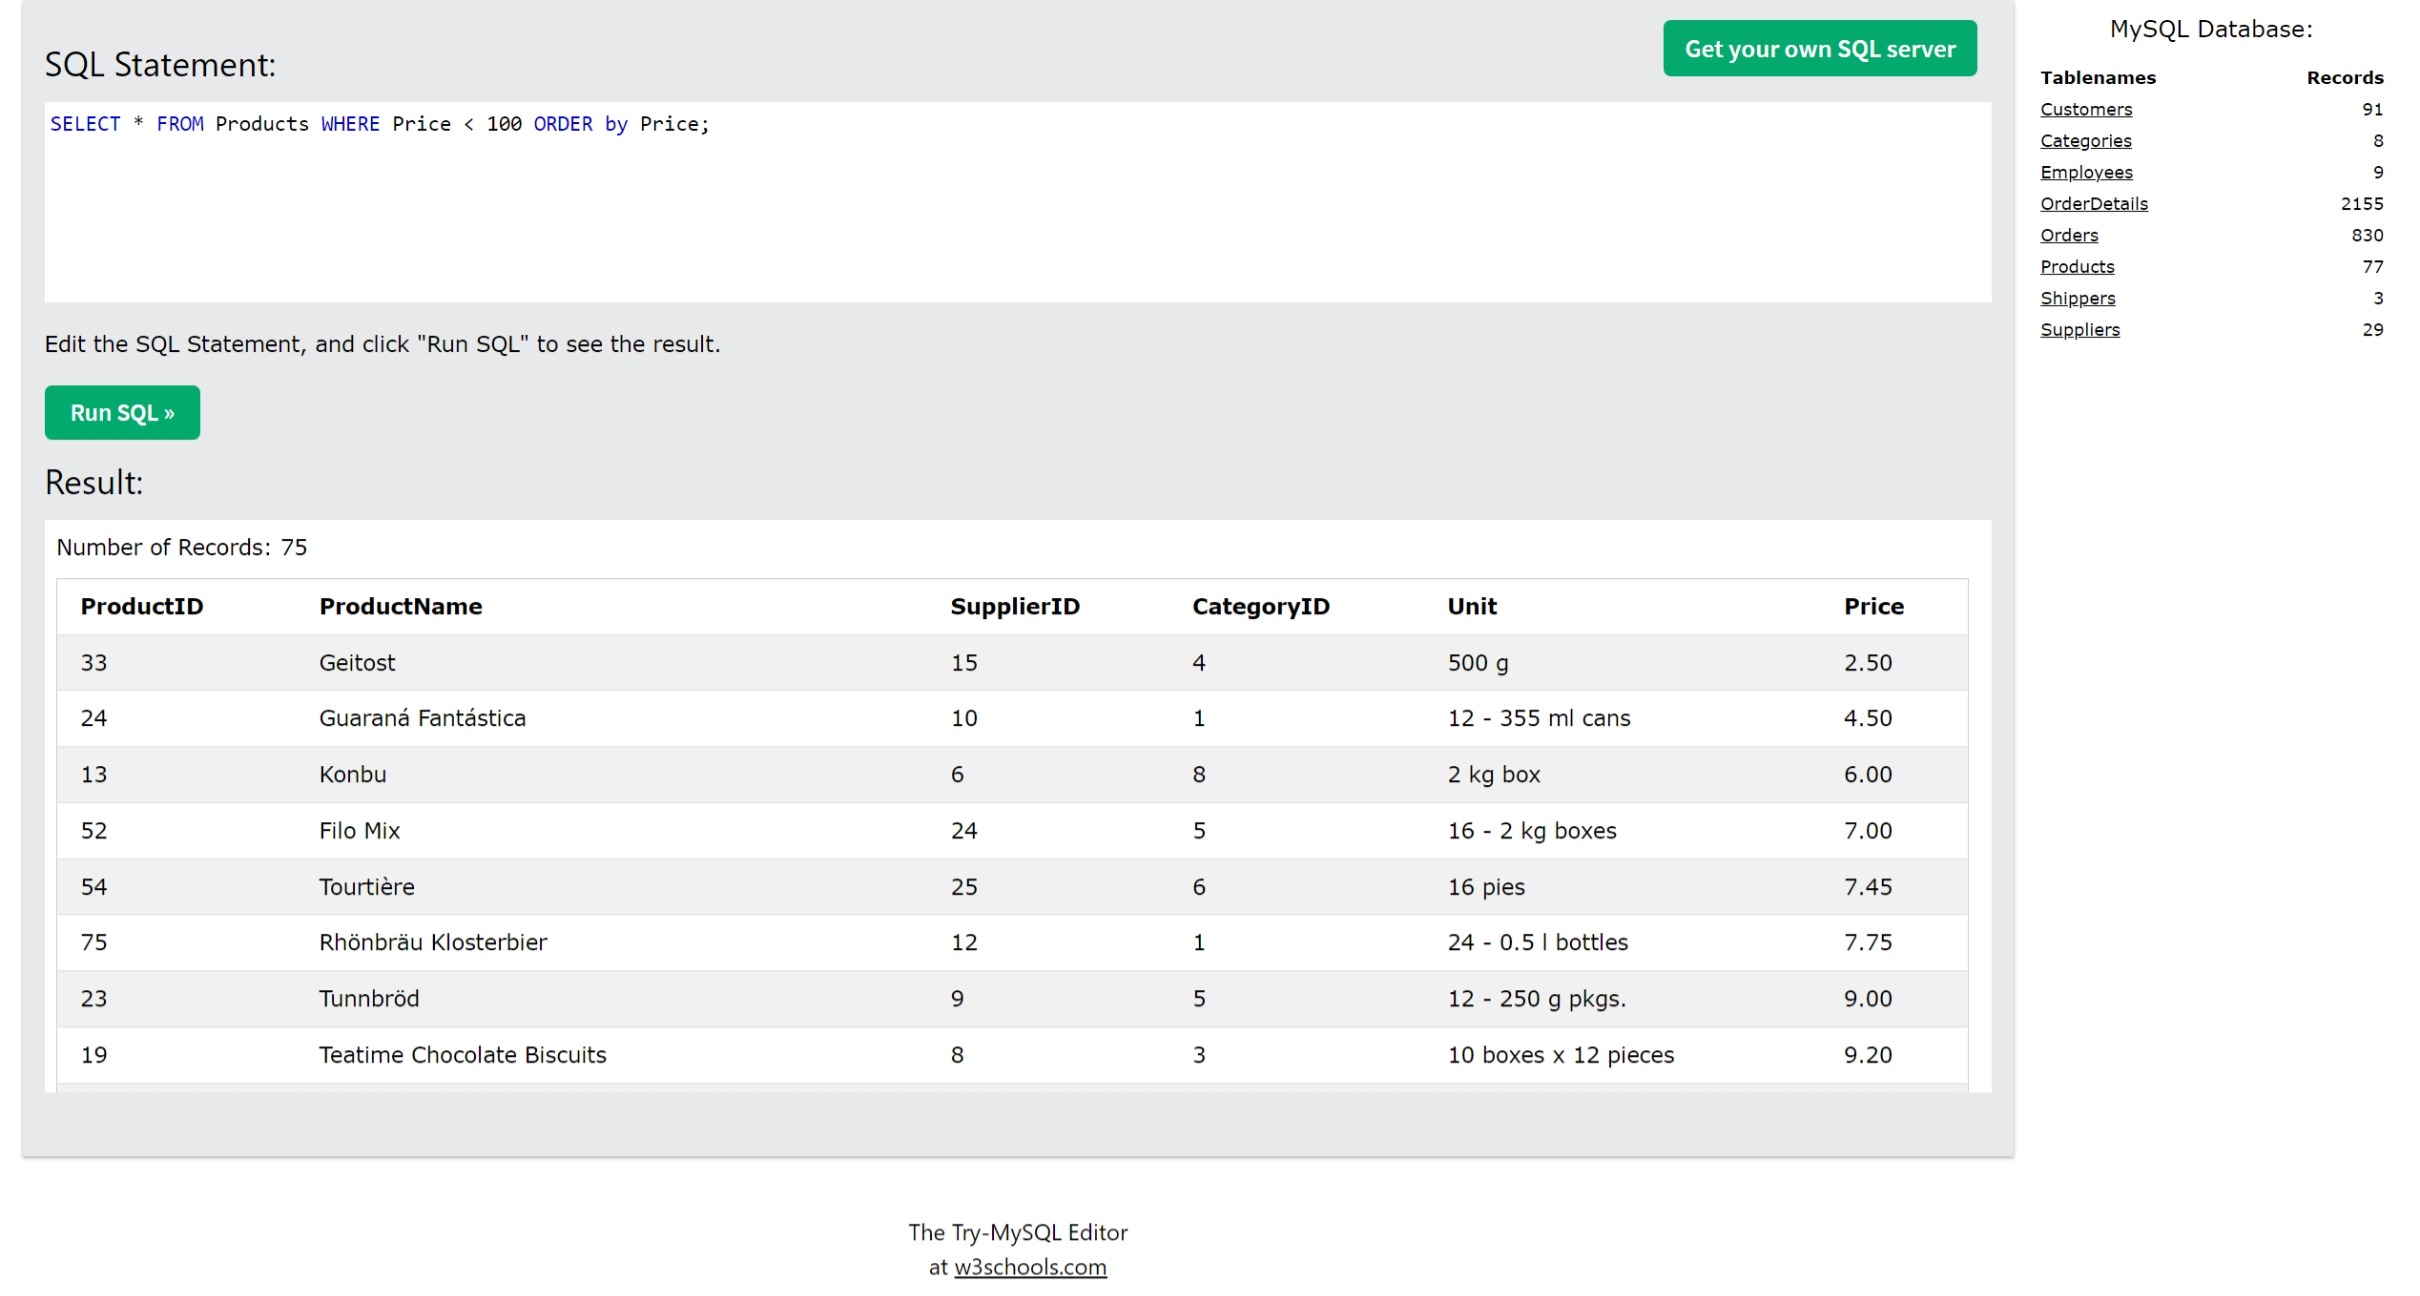 SQL Statement:
Get your own SQL server
SELECT * FROM Products WHERE Price < 100 ORDER by Price;
Edit the SQL Statement, and click "Run SQL" to see the result.
Run SQL »
Result:
Number of Records: 75
ProductID ProductName SupplierID CategoryID Unit Price
33 Geitost 15 4 500 g 2.50
24 Guaraná Fantástica 10 1 12 - 355 ml cans 4.50
13 Konbu 6 8 2 kg box 6.00
52 Filo Mix 24 5 16 - 2 kg boxes 7.00
54 Tourtière 25 6 16 pies 7.45
75 Rhönbräu Klosterbier 12 1 24 - 0.5 l bottles 7.75
23 Tunnbröd 9 5 12 - 250 g pkgs. 9.00
19 Teatime Chocolate Biscuits 8 3 10 boxes x 12 pieces 9.20
The Try-MySQL Editor
at w3schools.com
MySQL Database:
Tablenames Records
Customers 91
Categories 8
Employees 9
OrderDetails 2155
Orders 830
Products 77
Shippers 3
Suppliers 29